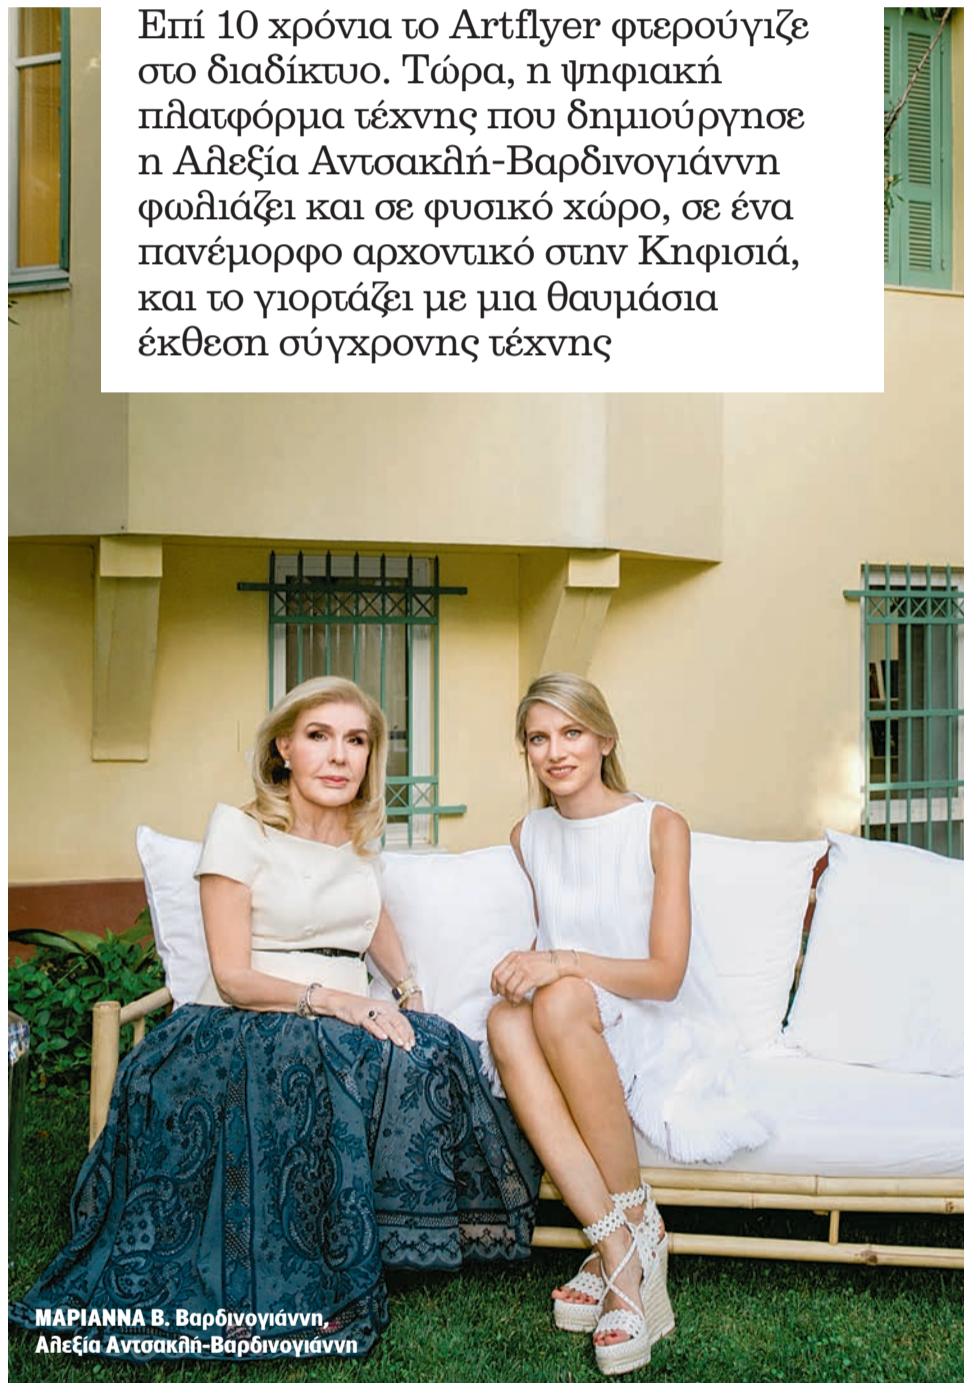 Επί 10 χρόνια το Artflyer φτερούγιζε
στο διαδίκτυο. Τώρα, η ψηφιακή
πλατφόρμα τέχνης που δημιούργησε
η Αλεξία Αντσακλή-Βαρδινογιάννη
φωλιάζει και σε φυσικό χώρο, σε ένα
πανέμορφο αρχοντικό στην Κηφισιά,
και το γιορτάζει με μια θαυμάσια
έκθεση σύγχρονης τέχνης
ΜΑΡΙΑΝΝΑ Β. Βαρδινογιάννη,
Αλεξία Αντσακλή-Βαρδινογιάννη